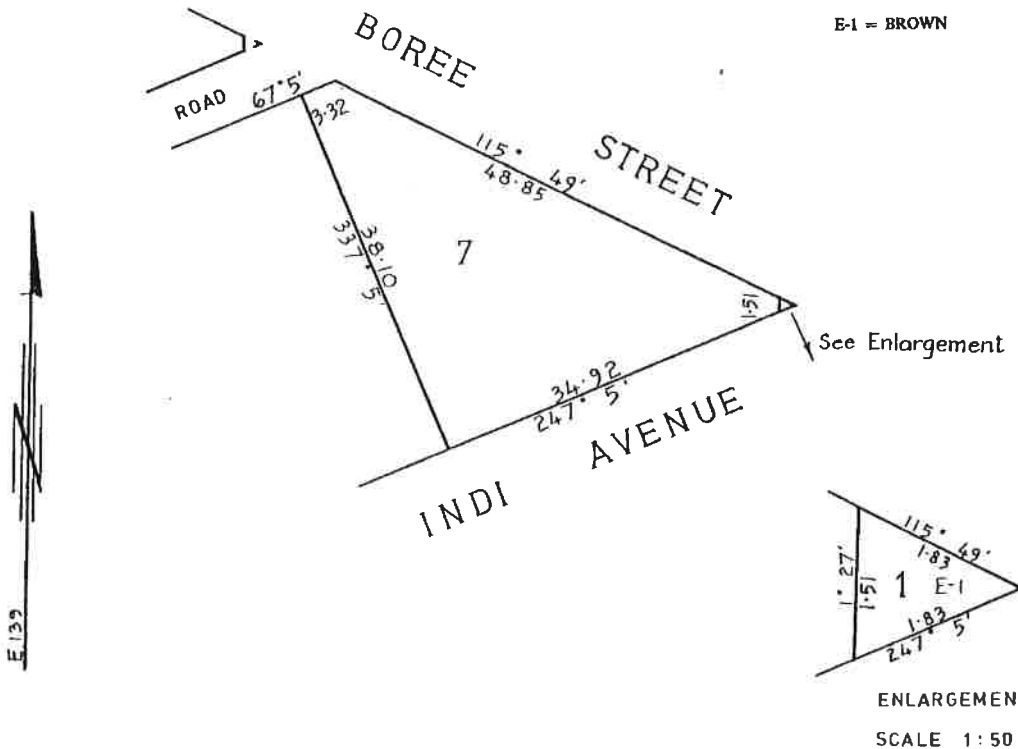 E-1 = BROWN
BOREE STREET
ROAD
67° 5'
3·32
115° 49'
48·85
7
38·10
337° 5'
1·51
See Enlargement
34·92
247° 5'
INDI AVENUE
E.139
115° 49'
1·83
1° 27'
1·51
1 E-1
1·83
247° 5'
ENLARGEMEN
SCALE 1:50